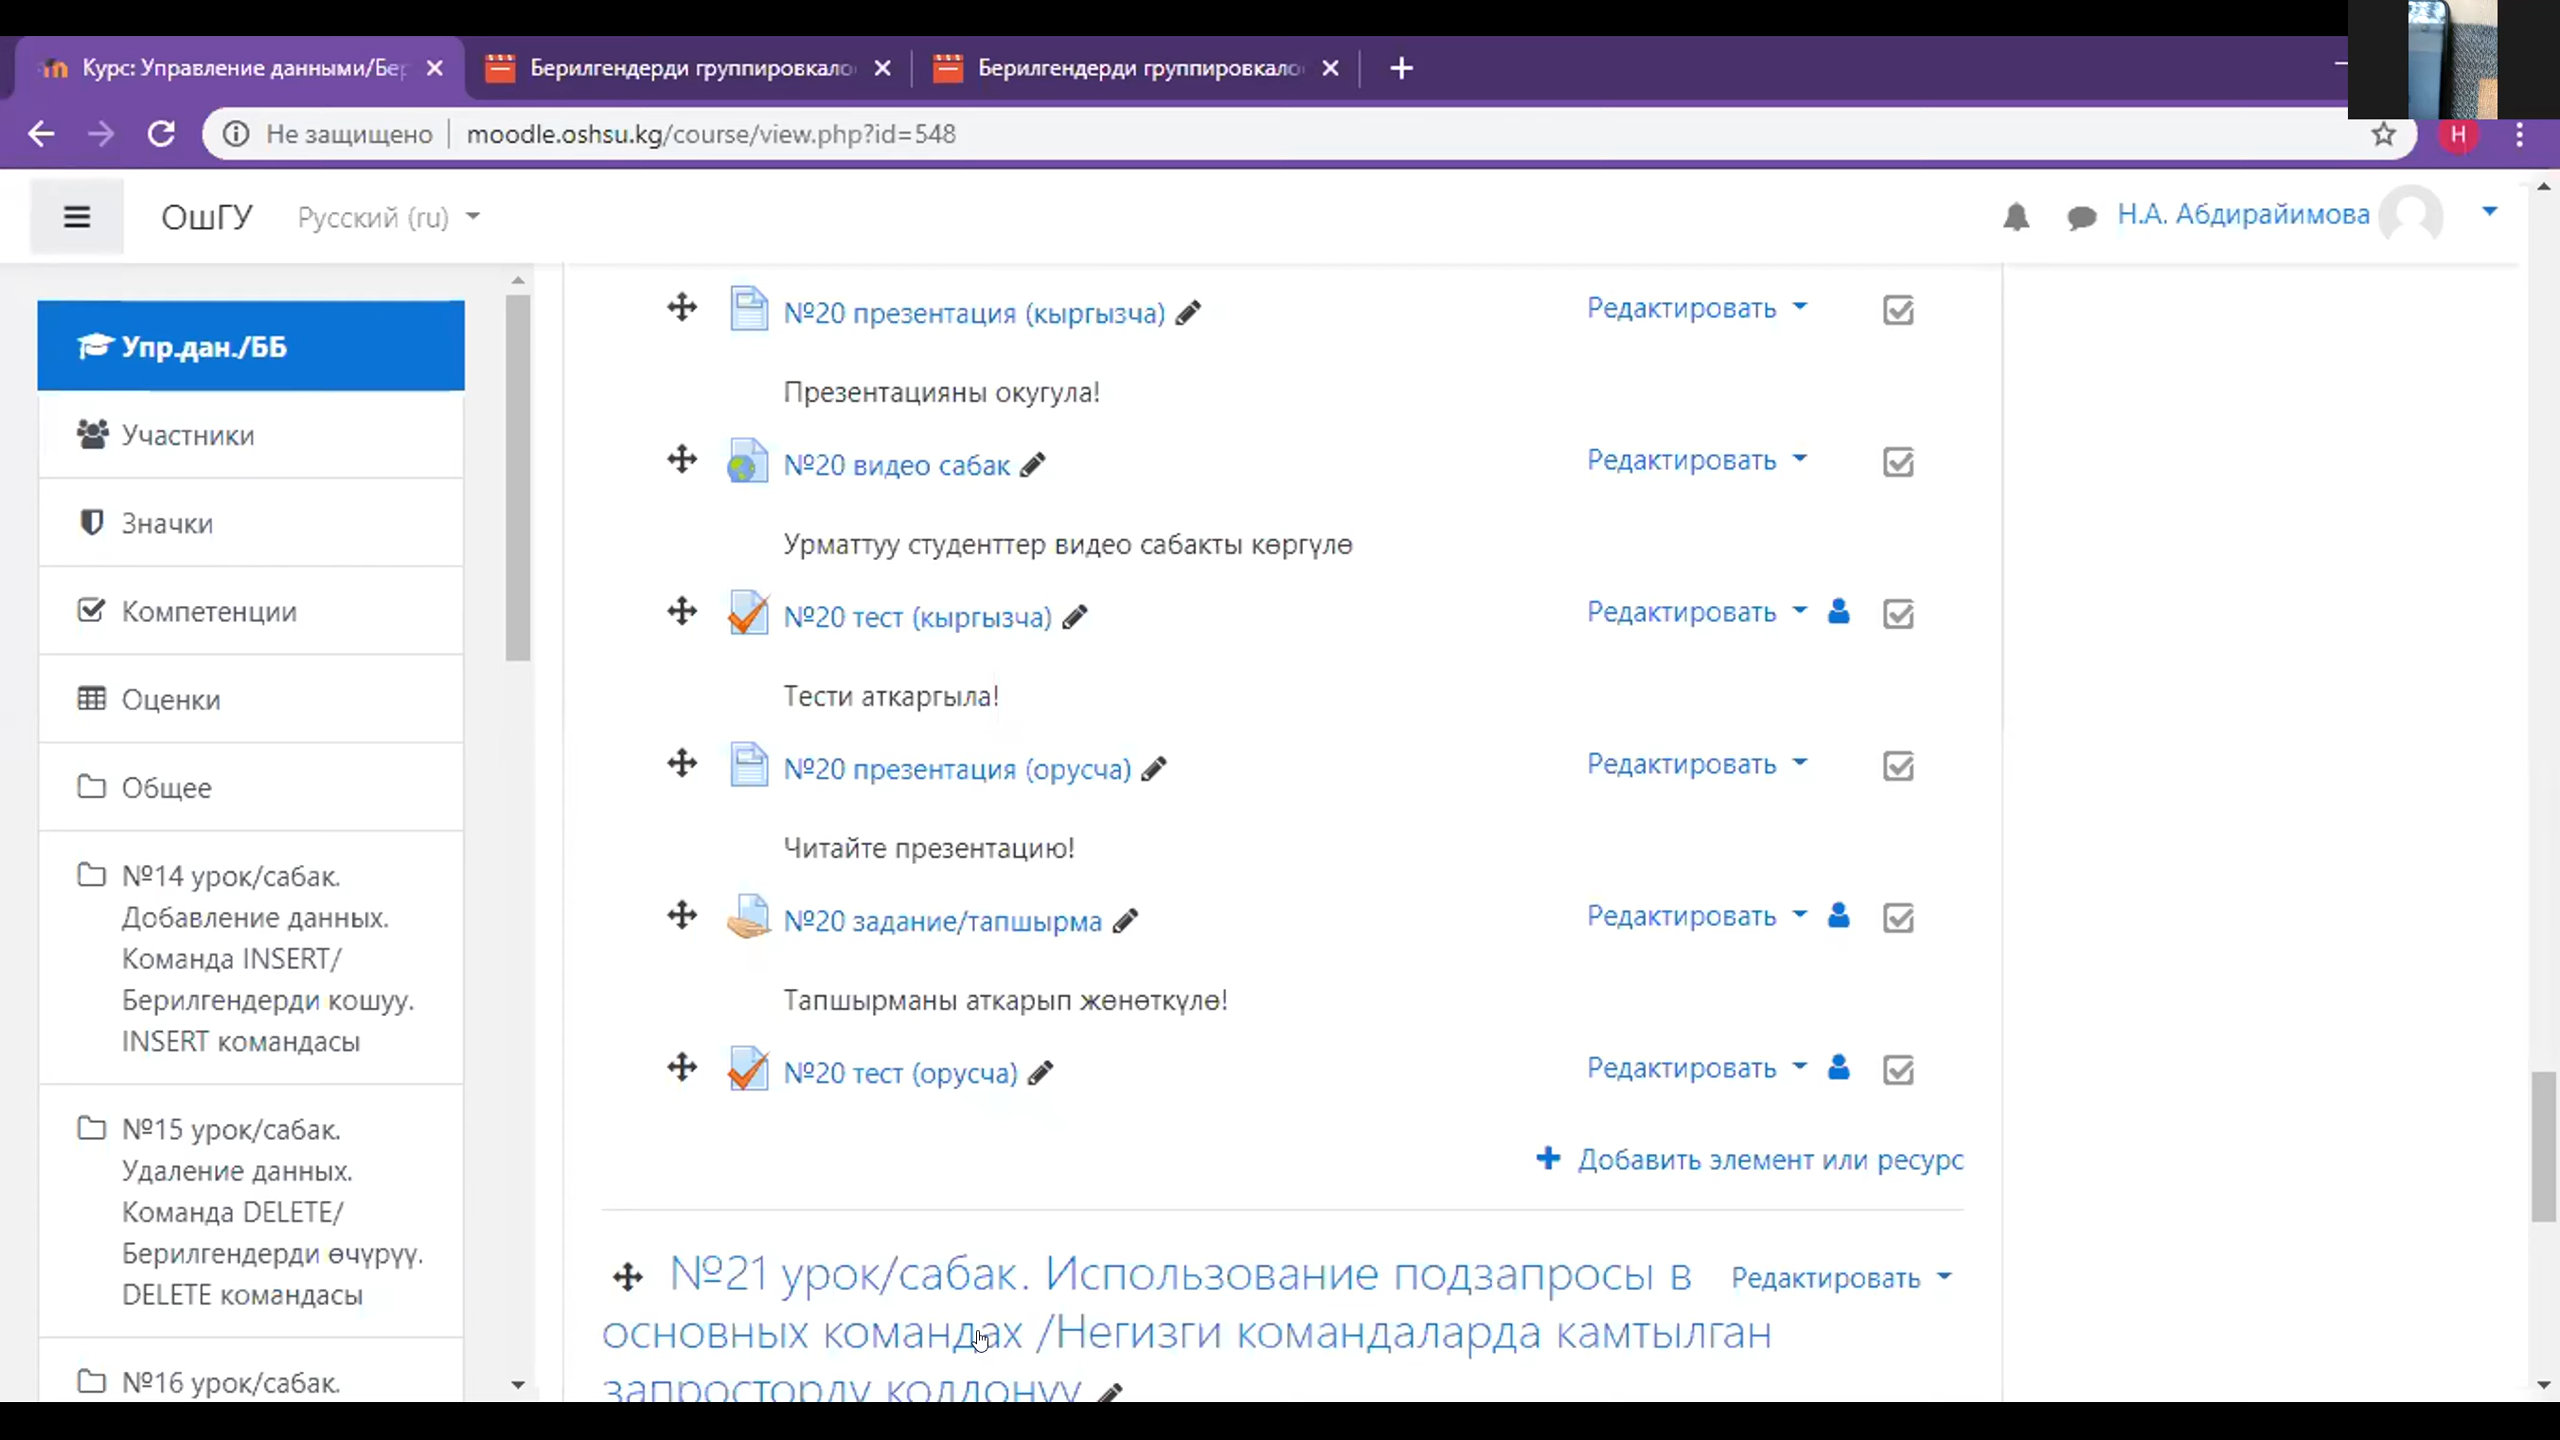 Курс: Управление данными/Бер
Берилгендерди группировкало
Берилгендерди группировкало
Не защищено
moodle.oshsu.kg/course/view.php?id=548
Н
ОшГУ
Русский (ru)
Н.А. Абдирайимова
Упр.дан./ББ
Участники
Значки
Компетенции
Оценки
Общее
№14 урок/сабак.
Добавление данных.
Команда INSERT/
Берилгендерди кошуу.
INSERT командасы
№15 урок/сабак.
Удаление данных.
Команда DELETE/
Берилгендерди өчүрүү.
DELETE командасы
№16 урок/сабак.
№20 презентация (кыргызча)
Редактировать
Презентацияны окугула!
№20 видео сабак
Редактировать
Урматтуу студенттер видео сабакты көргүлө
№20 тест (кыргызча)
Редактировать
Тести аткаргыла!
№20 презентация (орусча)
Редактировать
Читайте презентацию!
№20 задание/тапшырма
Редактировать
Тапшырманы аткарып жөнөткүлө!
№20 тест (орусча)
Редактировать
Добавить элемент или ресурс
№21 урок/сабак. Использование подзапросы в
Редактировать
основных командах /Негизги командаларда камтылган
запросторду колдонуу